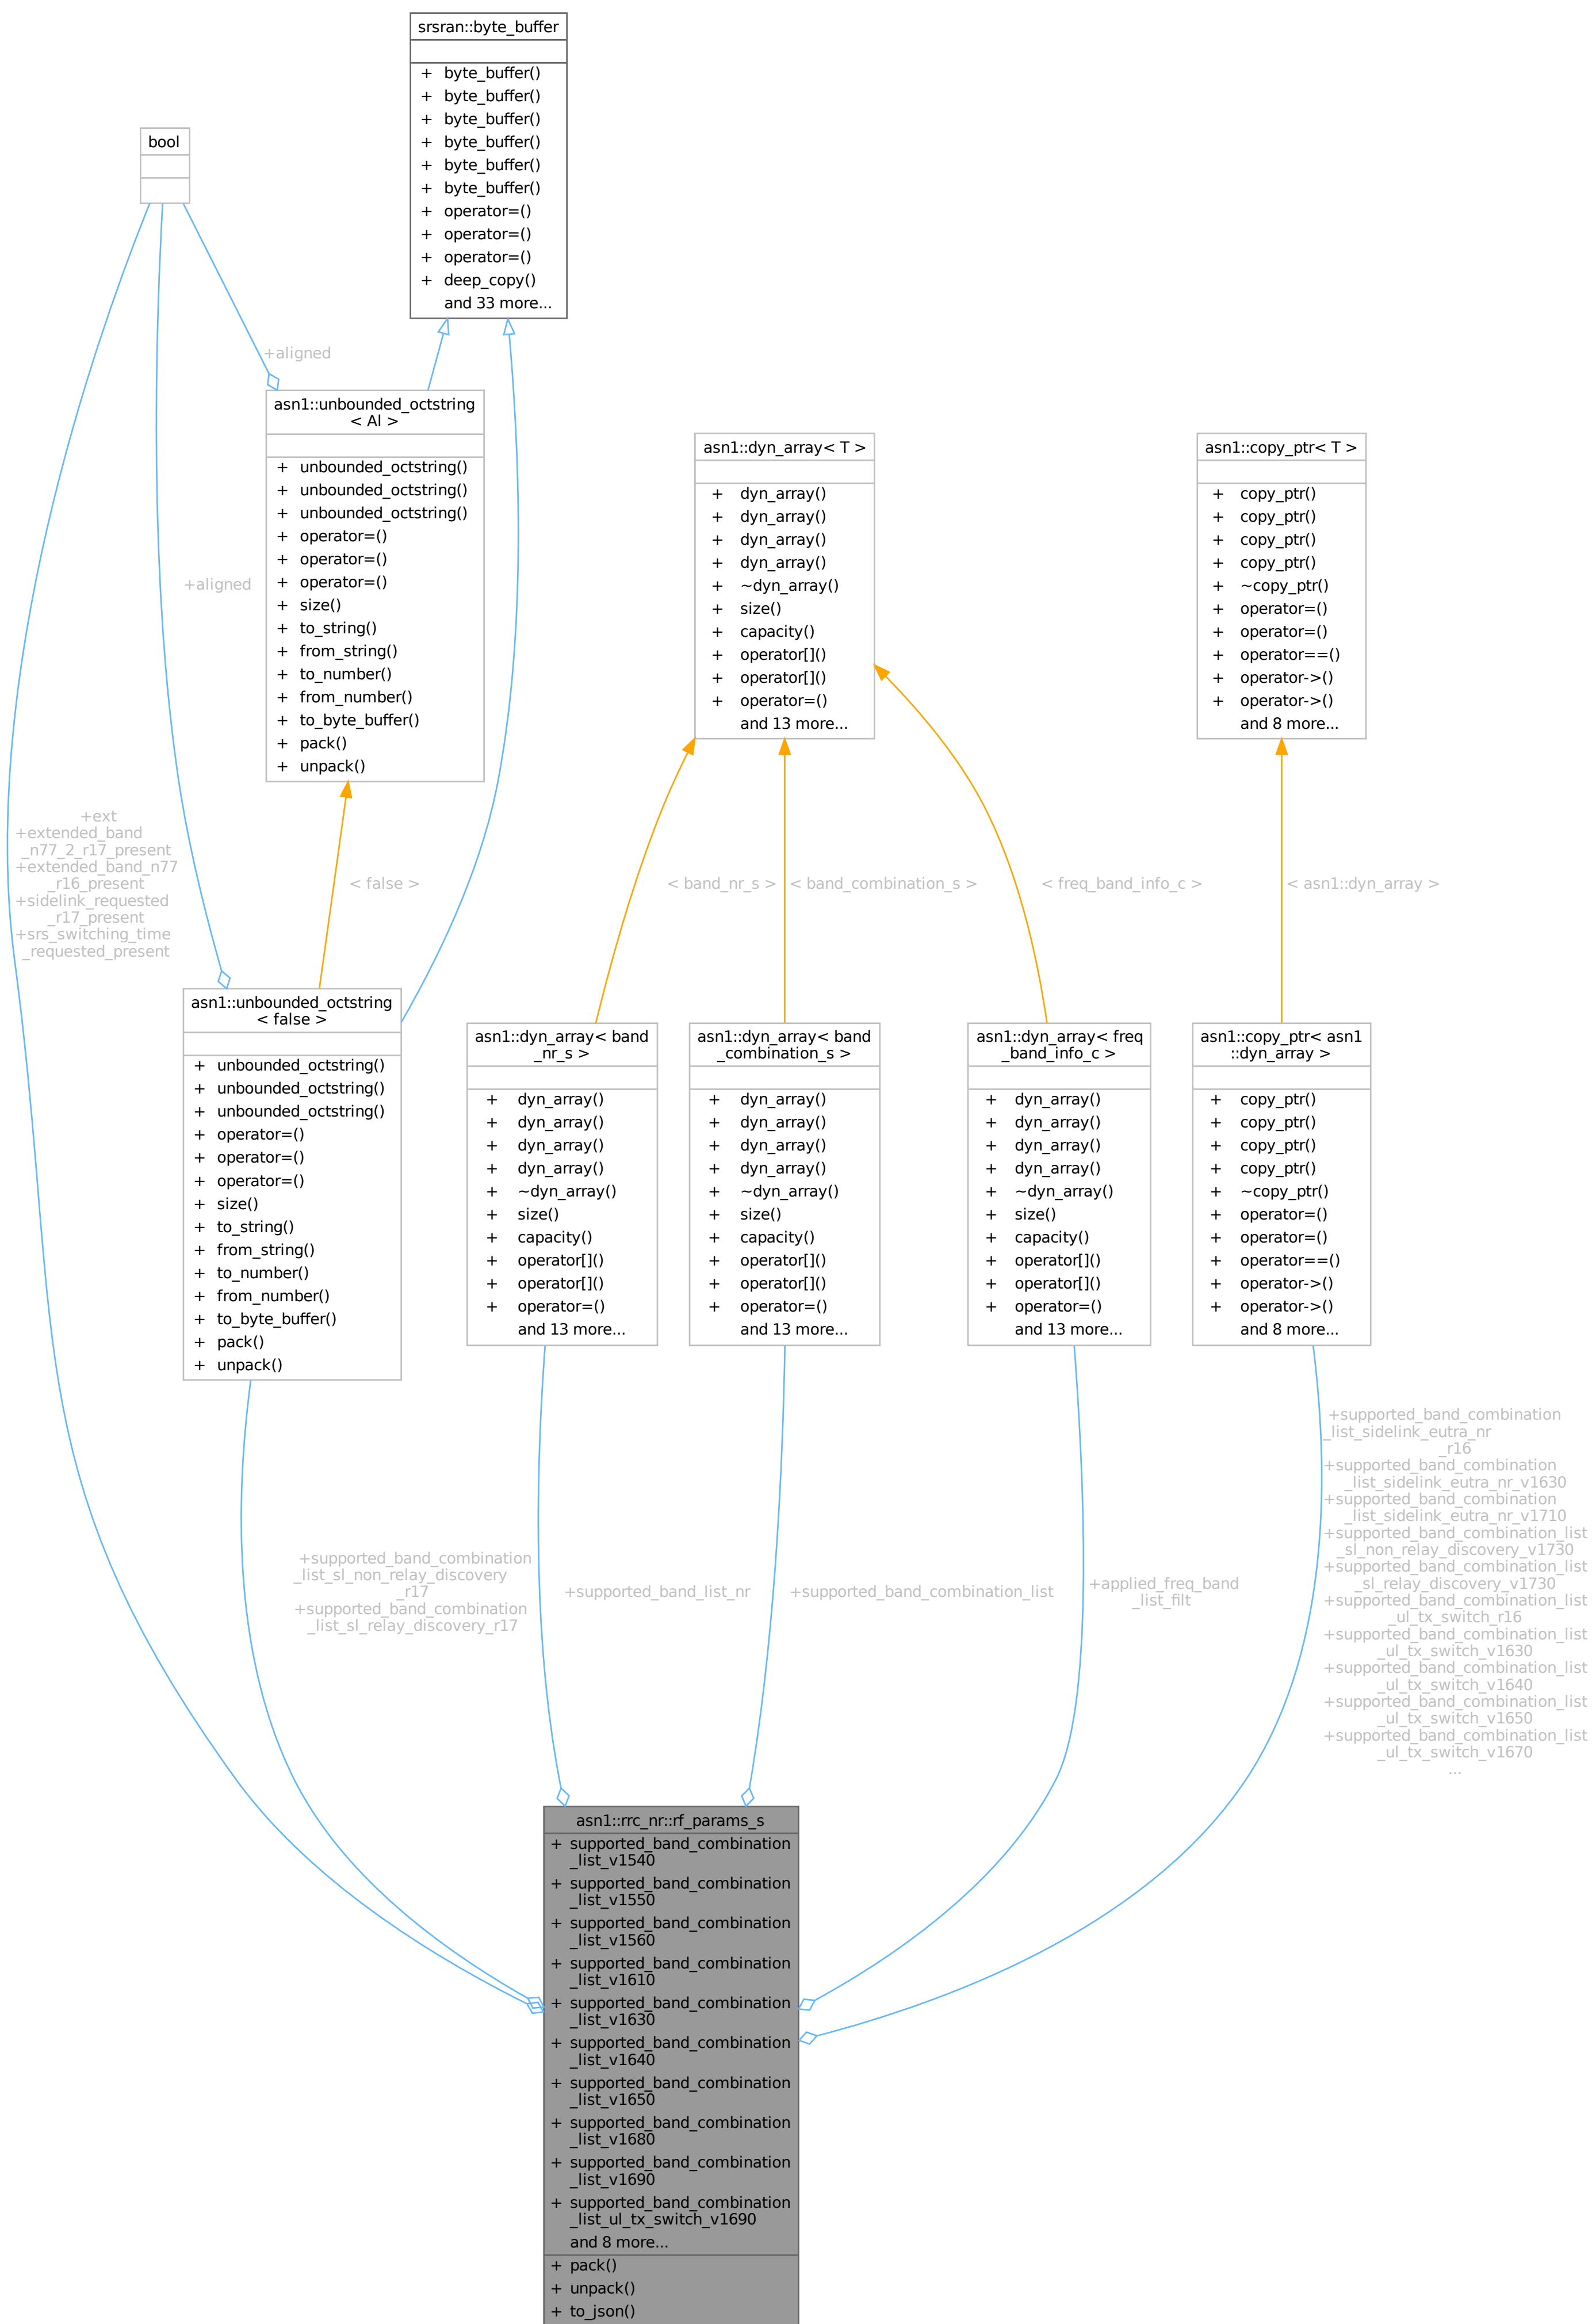 srsran::byte_buffer
+ byte_buffer()
+ byte_buffer()
+ byte_buffer()
+ byte_buffer()
+ byte_buffer()
+ byte_buffer()
+ operator=()
+ operator=()
+ operator=()
+ deep_copy()
and 33 more...
bool
+aligned
asn1::unbounded_octstring
< Al >
+ unbounded_octstring()
+ unbounded_octstring()
+ unbounded_octstring()
+ operator=()
+ operator=()
+ operator=()
+ size()
+ to_string()
+ from_string()
+ to_number()
+ from_number()
+ to_byte_buffer()
+ pack()
+ unpack()
asn1::dyn_array< T >
+ dyn_array()
+ dyn_array()
+ dyn_array()
+ dyn_array()
+ ~dyn_array()
+ size()
+ capacity()
+ operator[]()
+ operator[]()
+ operator=()
and 13 more...
asn1::copy_ptr< T >
+ copy_ptr()
+ copy_ptr()
+ copy_ptr()
+ copy_ptr()
+ ~copy_ptr()
+ operator=()
+ operator=()
+ operator==()
+ operator->()
+ operator->()
and 8 more...
+aligned
+ext
+extended_band
_n77_2_r17_present
+extended_band_n77
_r16_present
+sidelink_requested
_r17_present
+srs_switching_time
_requested_present
< false >
< band_nr_s >
< band_combination_s >
< freq_band_info_c >
< asn1::dyn_array >
asn1::unbounded_octstring
< false >
+ unbounded_octstring()
+ unbounded_octstring()
+ unbounded_octstring()
+ operator=()
+ operator=()
+ operator=()
+ size()
+ to_string()
+ from_string()
+ to_number()
+ from_number()
+ to_byte_buffer()
+ pack()
+ unpack()
asn1::dyn_array< band
_nr_s >
+ dyn_array()
+ dyn_array()
+ dyn_array()
+ dyn_array()
+ ~dyn_array()
+ size()
+ capacity()
+ operator[]()
+ operator[]()
+ operator=()
and 13 more...
asn1::dyn_array< band
_combination_s >
+ dyn_array()
+ dyn_array()
+ dyn_array()
+ dyn_array()
+ ~dyn_array()
+ size()
+ capacity()
+ operator[]()
+ operator[]()
+ operator=()
and 13 more...
asn1::dyn_array< freq
_band_info_c >
+ dyn_array()
+ dyn_array()
+ dyn_array()
+ dyn_array()
+ ~dyn_array()
+ size()
+ capacity()
+ operator[]()
+ operator[]()
+ operator=()
and 13 more...
asn1::copy_ptr< asn1
::dyn_array >
+ copy_ptr()
+ copy_ptr()
+ copy_ptr()
+ copy_ptr()
+ ~copy_ptr()
+ operator=()
+ operator=()
+ operator==()
+ operator->()
+ operator->()
and 8 more...
+supported_band_combination
_list_sl_non_relay_discovery
_r17
+supported_band_combination
_list_sl_relay_discovery_r17
+supported_band_list_nr
+supported_band_combination_list
+applied_freq_band
_list_filt
+supported_band_combination
_list_sidelink_eutra_nr
_r16
+supported_band_combination
_list_sidelink_eutra_nr_v1630
+supported_band_combination
_list_sidelink_eutra_nr_v1710
+supported_band_combination_list
_sl_non_relay_discovery_v1730
+supported_band_combination_list
_sl_relay_discovery_v1730
+supported_band_combination_list
_ul_tx_switch_r16
+supported_band_combination_list
_ul_tx_switch_v1630
+supported_band_combination_list
_ul_tx_switch_v1640
+supported_band_combination_list
_ul_tx_switch_v1650
+supported_band_combination_list
_ul_tx_switch_v1670
...
asn1::rrc_nr::rf_params_s
+ supported_band_combination
_list_v1540
+ supported_band_combination
_list_v1550
+ supported_band_combination
_list_v1560
+ supported_band_combination
_list_v1610
+ supported_band_combination
_list_v1630
+ supported_band_combination
_list_v1640
+ supported_band_combination
_list_v1650
+ supported_band_combination
_list_v1680
+ supported_band_combination
_list_v1690
+ supported_band_combination
_list_ul_tx_switch_v1690
and 8 more...
+ pack()
+ unpack()
+ to_json()